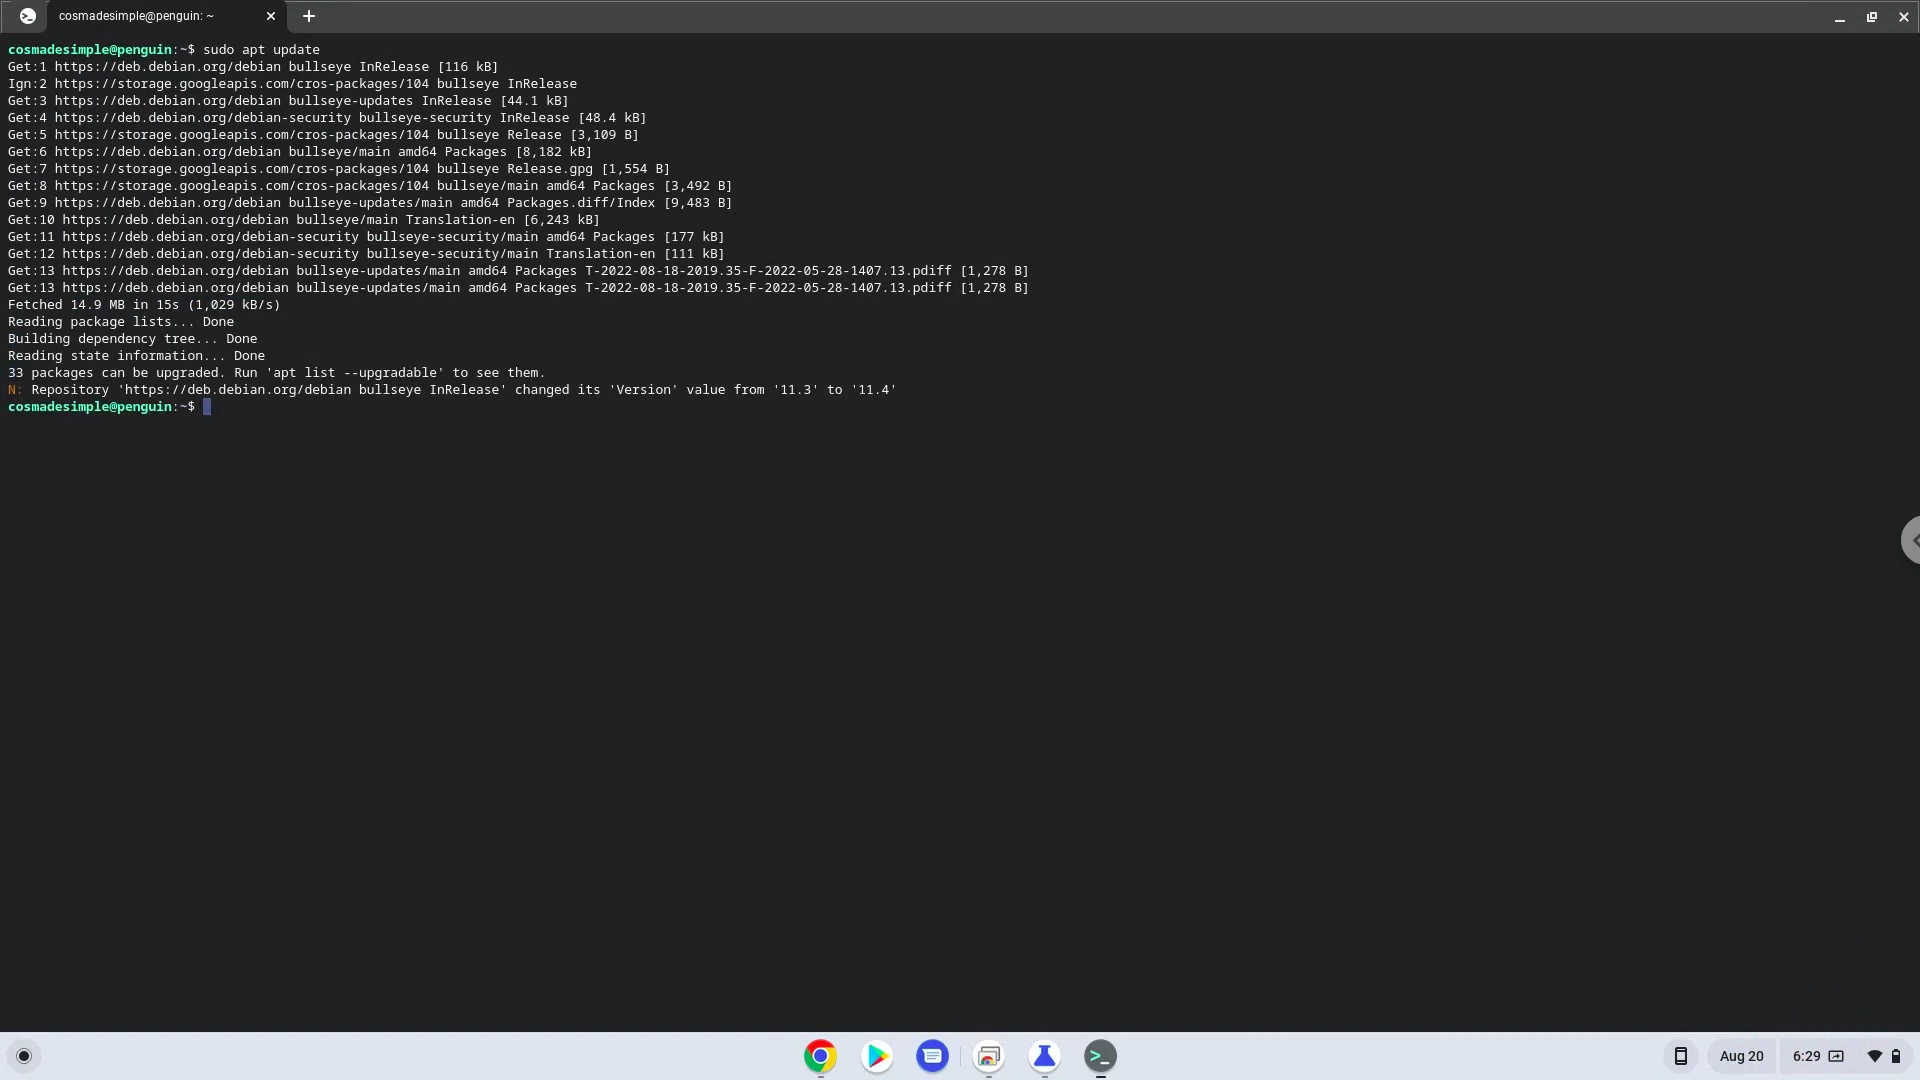 cosmadesimple@penguin: ~
cosmadesimple@penguin:~$ sudo apt update
Get:1 https://deb.debian.org/debian bullseye InRelease [116 kB]
Ign:2 https://storage.googleapis.com/cros-packages/104 bullseye InRelease
Get:3 https://deb.debian.org/debian bullseye-updates InRelease [44.1 kB]
Get:4 https://deb.debian.org/debian-security bullseye-security InRelease [48.4 kB]
Get:5 https://storage.googleapis.com/cros-packages/104 bullseye Release [3,109 B]
Get:6 https://deb.debian.org/debian bullseye/main amd64 Packages [8,182 kB]
Get:7 https://storage.googleapis.com/cros-packages/104 bullseye Release.gpg [1,554 B]
Get:8 https://storage.googleapis.com/cros-packages/104 bullseye/main amd64 Packages [3,492 B]
Get:9 https://deb.debian.org/debian bullseye-updates/main amd64 Packages.diff/Index [9,483 B]
Get:10 https://deb.debian.org/debian bullseye/main Translation-en [6,243 kB]
Get:11 https://deb.debian.org/debian-security bullseye-security/main amd64 Packages [177 kB]
Get:12 https://deb.debian.org/debian-security bullseye-security/main Translation-en [111 kB]
Get:13 https://deb.debian.org/debian bullseye-updates/main amd64 Packages T-2022-08-18-2019.35-F-2022-05-28-1407.13.pdiff [1,278 B]
Get:13 https://deb.debian.org/debian bullseye-updates/main amd64 Packages T-2022-08-18-2019.35-F-2022-05-28-1407.13.pdiff [1,278 B]
Fetched 14.9 MB in 15s (1,029 kB/s)
Reading package lists... Done
Building dependency tree... Done
Reading state information... Done
33 packages can be upgraded. Run 'apt list --upgradable' to see them.
N: Repository 'https://deb.debian.org/debian bullseye InRelease' changed its 'Version' value from '11.3' to '11.4'
cosmadesimple@penguin:~$
Aug 20 6:29